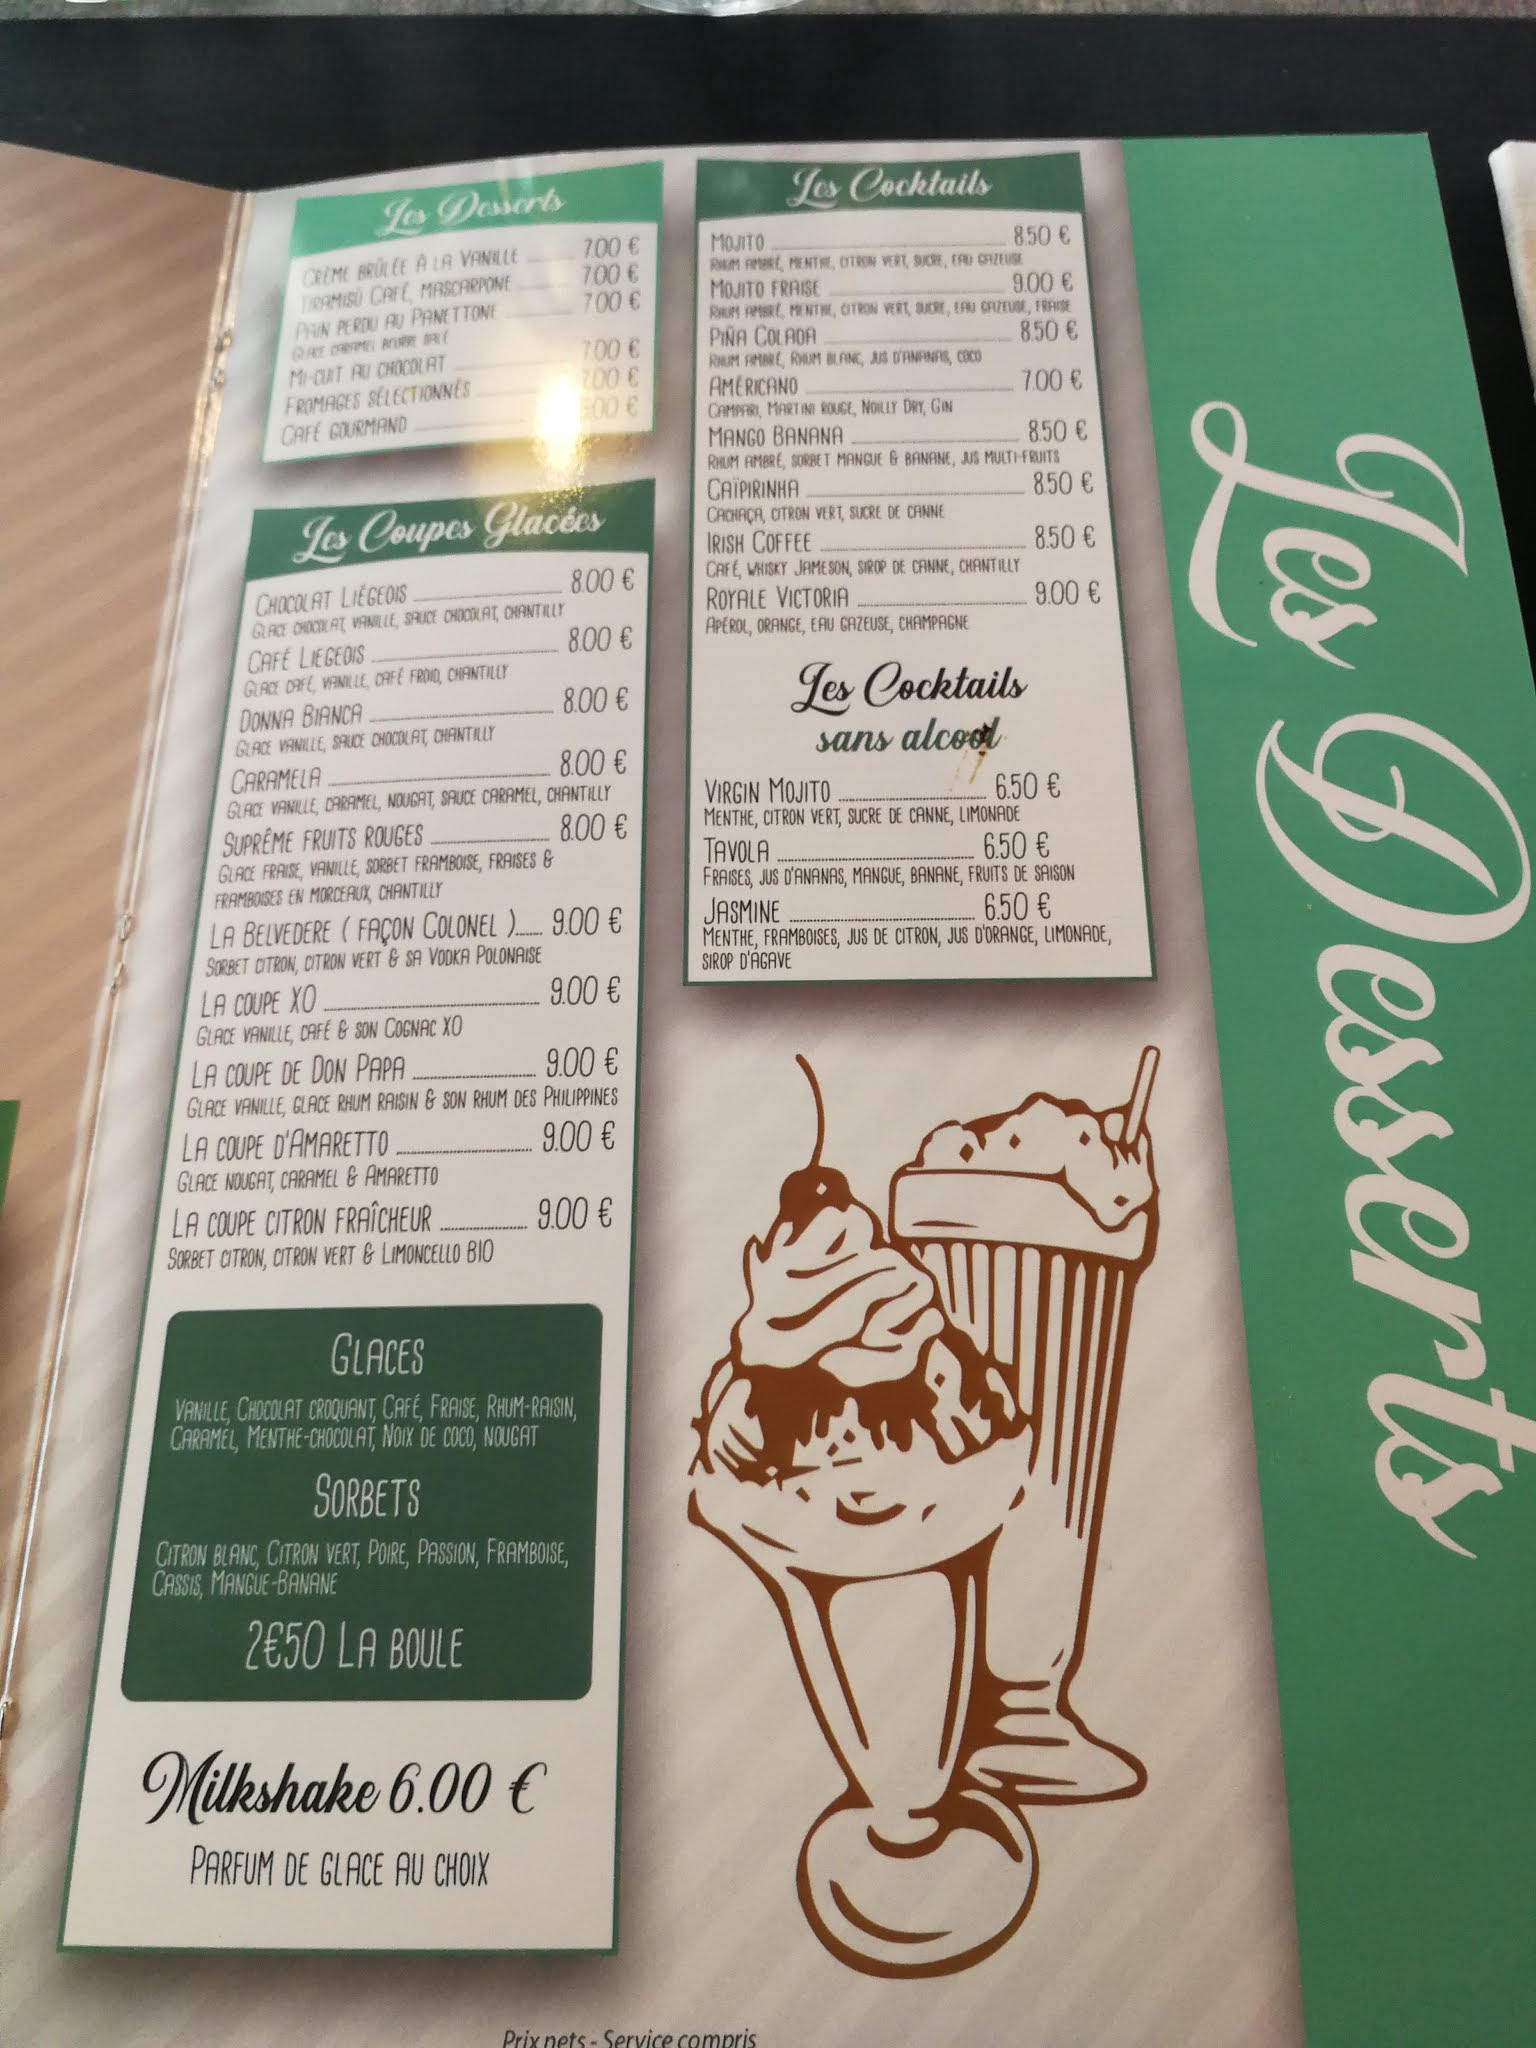 Les Desserts
CRÈME BRÛLÉE À LA VANILLE 7.00 €
TIRAMISÙ CAFÉ, MASCARPONE 7.00 €
PAIN PERDU AU PANETTONE 7.00 €
GLACE CARAMEL BEURRE SALÉ
MI-CUIT AU CHOCOLAT 7.00 €
FROMAGES SÉLECTIONNÉS 7.00 €
CAFÉ GOURMAND
Les Coupes Glacées
CHOCOLAT LIÉGEOIS 8.00 €
GLACE CHOCOLAT, VANILLE, SAUCE CHOCOLAT, CHANTILLY
CAFÉ LIEGEOIS 8.00 €
GLACE CAFÉ, VANILLE, CAFÉ FROID, CHANTILLY
DONNA BIANCA 8.00 €
GLACE VANILLE, SAUCE CHOCOLAT, CHANTILLY
CARAMELA 8.00 €
GLACE VANILLE, CARAMEL, NOUGAT, SAUCE CARAMEL, CHANTILLY
SUPRÊME FRUITS ROUGES 8.00 €
GLACE FRAISE, VANILLE, SORBET FRAMBOISE, FRAISES &
FRAMBOISES EN MORCEAUX, CHANTILLY
LA BELVEDERE ( FAÇON COLONEL ) 9.00 €
SORBET CITRON, CITRON VERT & SA VODKA POLONAISE
LA COUPE XO 9.00 €
GLACE VANILLE, CAFÉ & SON COGNAC XO
LA COUPE DE DON PAPA 9.00 €
GLACE VANILLE, GLACE RHUM RAISIN & SON RHUM DES PHILIPPINES
LA COUPE D'AMARETTO 9.00 €
GLACE NOUGAT, CARAMEL & AMARETTO
LA COUPE CITRON FRAÎCHEUR 9.00 €
SORBET CITRON, CITRON VERT & LIMONCELLO BIO
GLACES
VANILLE, CHOCOLAT CROQUANT, CAFÉ, FRAISE, RHUM-RAISIN,
CARAMEL, MENTHE-CHOCOLAT, NOIX DE COCO, NOUGAT
SORBETS
CITRON BLANC, CITRON VERT, POIRE, PASSION, FRAMBOISE,
CASSIS, MANGUE-BANANE
2€50 LA BOULE
Milkshake 6.00 €
PARFUM DE GLACE AU CHOIX
Les Cocktails
MOJITO 8.50 €
RHUM AMBRÉ, MENTHE, CITRON VERT, SUCRE, EAU GAZEUSE
MOJITO FRAISE 9.00 €
RHUM AMBRÉ, MENTHE, CITRON VERT, SUCRE, EAU GAZEUSE, FRAISE
PIÑA COLADA 8.50 €
RHUM AMBRÉ, RHUM BLANC, JUS D'ANANAS, COCO
AMÉRICANO 7.00 €
CAMPARI, MARTINI ROUGE, NOILLY DRY, GIN
MANGO BANANA 8.50 €
RHUM AMBRÉ, SORBET MANGUE & BANANE, JUS MULTI-FRUITS
CAÏPIRINHA 8.50 €
CACHAÇA, CITRON VERT, SUCRE DE CANNE
IRISH COFFEE 8.50 €
CAFÉ, WHISKY JAMESON, SIROP DE CANNE, CHANTILLY
ROYALE VICTORIA 9.00 €
APÉROL, ORANGE, EAU GAZEUSE, CHAMPAGNE
Les Cocktails
sans alcool
VIRGIN MOJITO 6.50 €
MENTHE, CITRON VERT, SUCRE DE CANNE, LIMONADE
TAVOLA 6.50 €
FRAISES, JUS D'ANANAS, MANGUE, BANANE, FRUITS DE SAISON
JASMINE 6.50 €
MENTHE, FRAMBOISES, JUS DE CITRON, JUS D'ORANGE, LIMONADE,
SIROP D'AGAVE
Les Desserts
Prix nets - Service compris